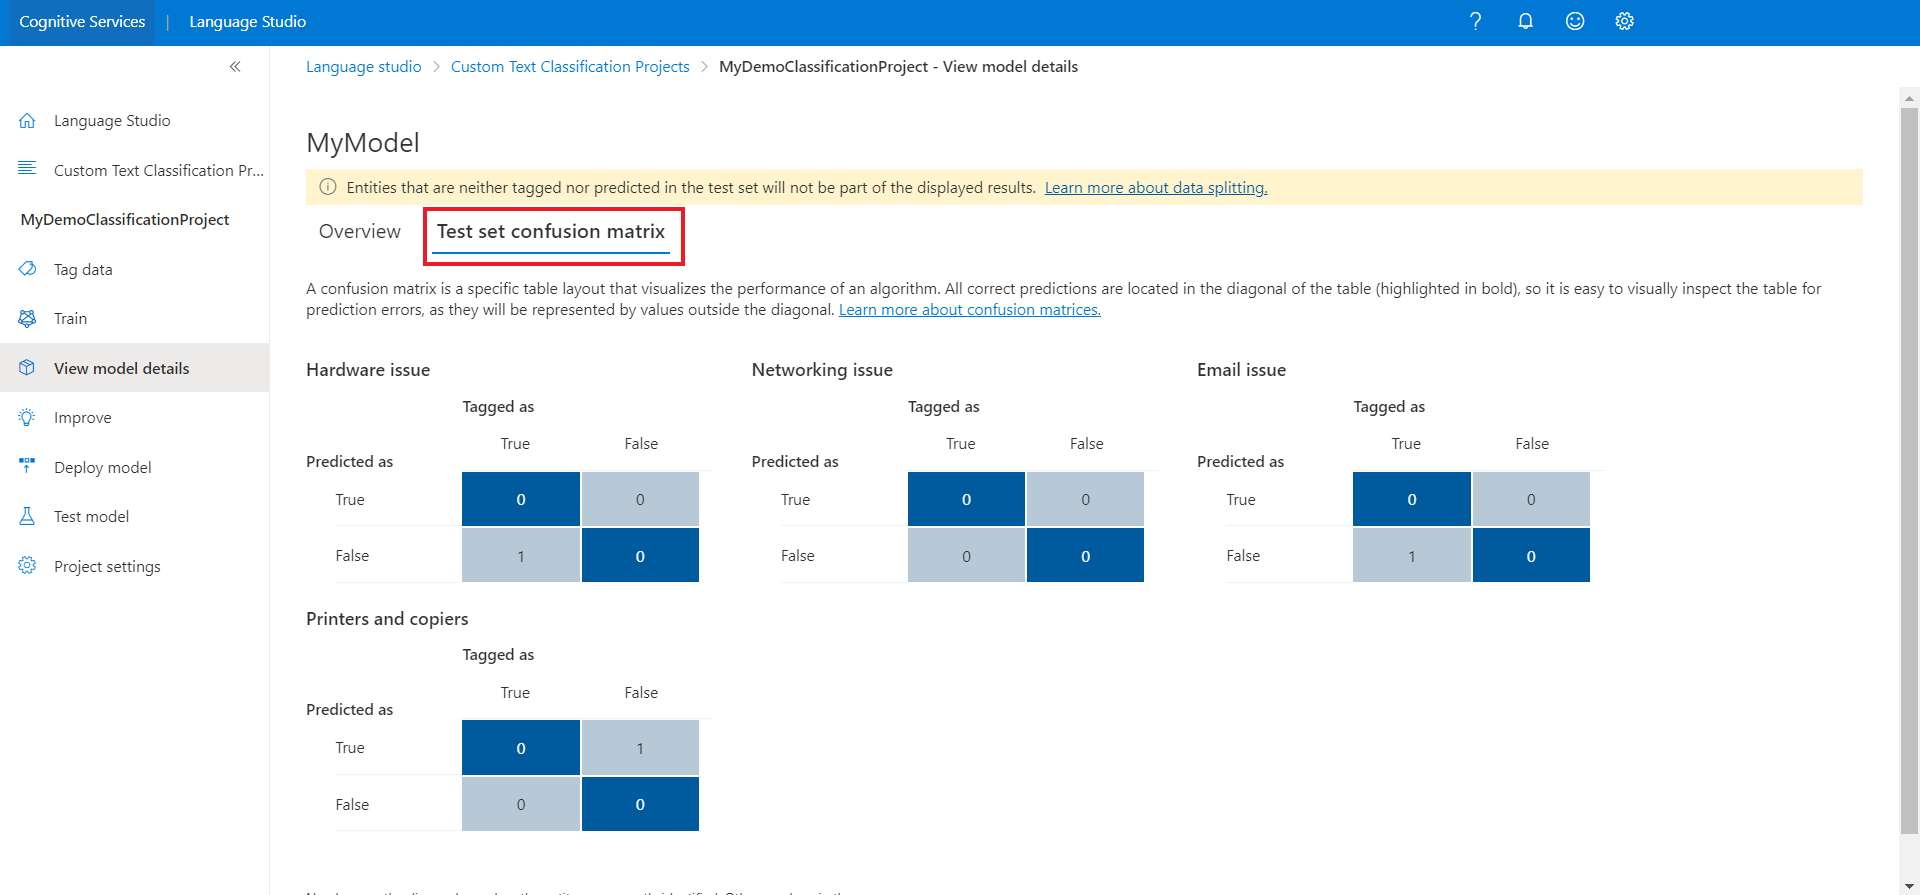 Cognitive Services | Language Studio
Language studio > Custom Text Classification Projects > MyDemoClassificationProject - View model details
Language Studio
Custom Text Classification Pr...
MyDemoClassificationProject
Tag data
Train
View model details
Improve
Deploy model
Test model
Project settings
MyModel
Entities that are neither tagged nor predicted in the test set will not be part of the displayed results. Learn more about data splitting.
Overview Test set confusion matrix
A confusion matrix is a specific table layout that visualizes the performance of an algorithm. All correct predictions are located in the diagonal of the table (highlighted in bold), so it is easy to visually inspect the table for
prediction errors, as they will be represented by values outside the diagonal. Learn more about confusion matrices.
Hardware issue
Tagged as
True False
Predicted as
True 0 0
False 1 0
Networking issue
Tagged as
True False
Predicted as
True 0 0
False 0 0
Email issue
Tagged as
True False
Predicted as
True 0 0
False 1 0
Printers and copiers
Tagged as
True False
Predicted as
True 0 1
False 0 0